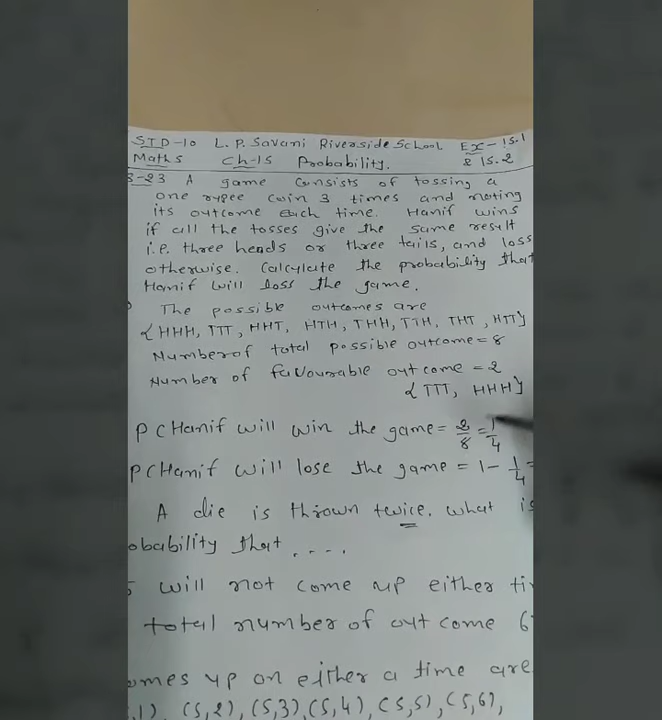 STD-10 L.P. Savani Riverside School Ex-15.1
Maths Ch-15 Probability. & 15.2
3-23 A game consists of tossing a
one rupee coin 3 times and noting
its outcome each time. Hanif wins
if all the tosses give the same result
i.e. three heads or three tails, and loss
otherwise. Calculate the probability that
Hanif will loss the game.
The possible outcomes are
{HHH, TTT, HHT, HTH, THH, TTH, THT, HTT}
Number of total possible outcome = 8
Number of favourable outcome = 2
{TTT, HHH}
P(Hanif will win the game = 2/8 = 1/4
P(Hanif will lose the game = 1 - 1/4 =
A die is thrown twice. what is
obability that ....
5 will not come up either ti
total number of outcome 6
omes up on either a time are
1), (5,2), (5,3), (5,4), (5,5), (5,6),